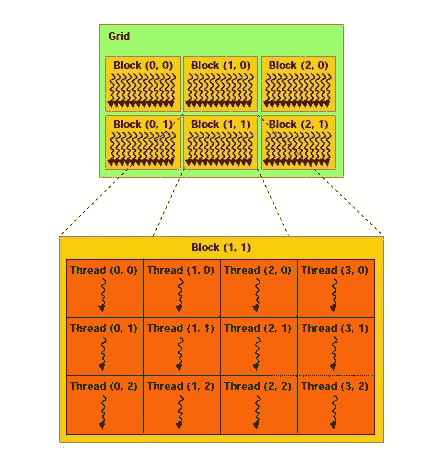 Grid
Block (0, 0) Block (1, 0) Block (2, 0)
Block (0, 1) Block (1, 1) Block (2, 1)
Block (1, 1)
Thread (0, 0) Thread (1, 0) Thread (2, 0) Thread (3, 0)
Thread (0, 1) Thread (1, 1) Thread (2, 1) Thread (3, 1)
Thread (0, 2) Thread (1, 2) Thread (2, 2) Thread (3, 2)